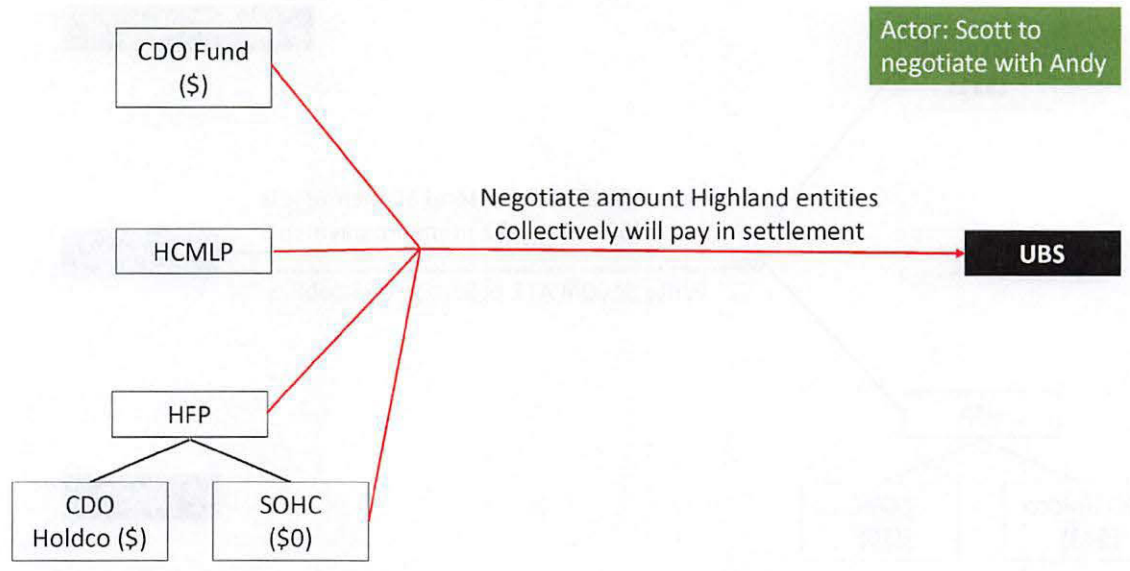 CDO Fund
($)
Actor: Scott to
negotiate with Andy
Negotiate amount Highland entities
collectively will pay in settlement
HCMLP
UBS
HFP
CDO
Holdco ($)
SOHC
($0)